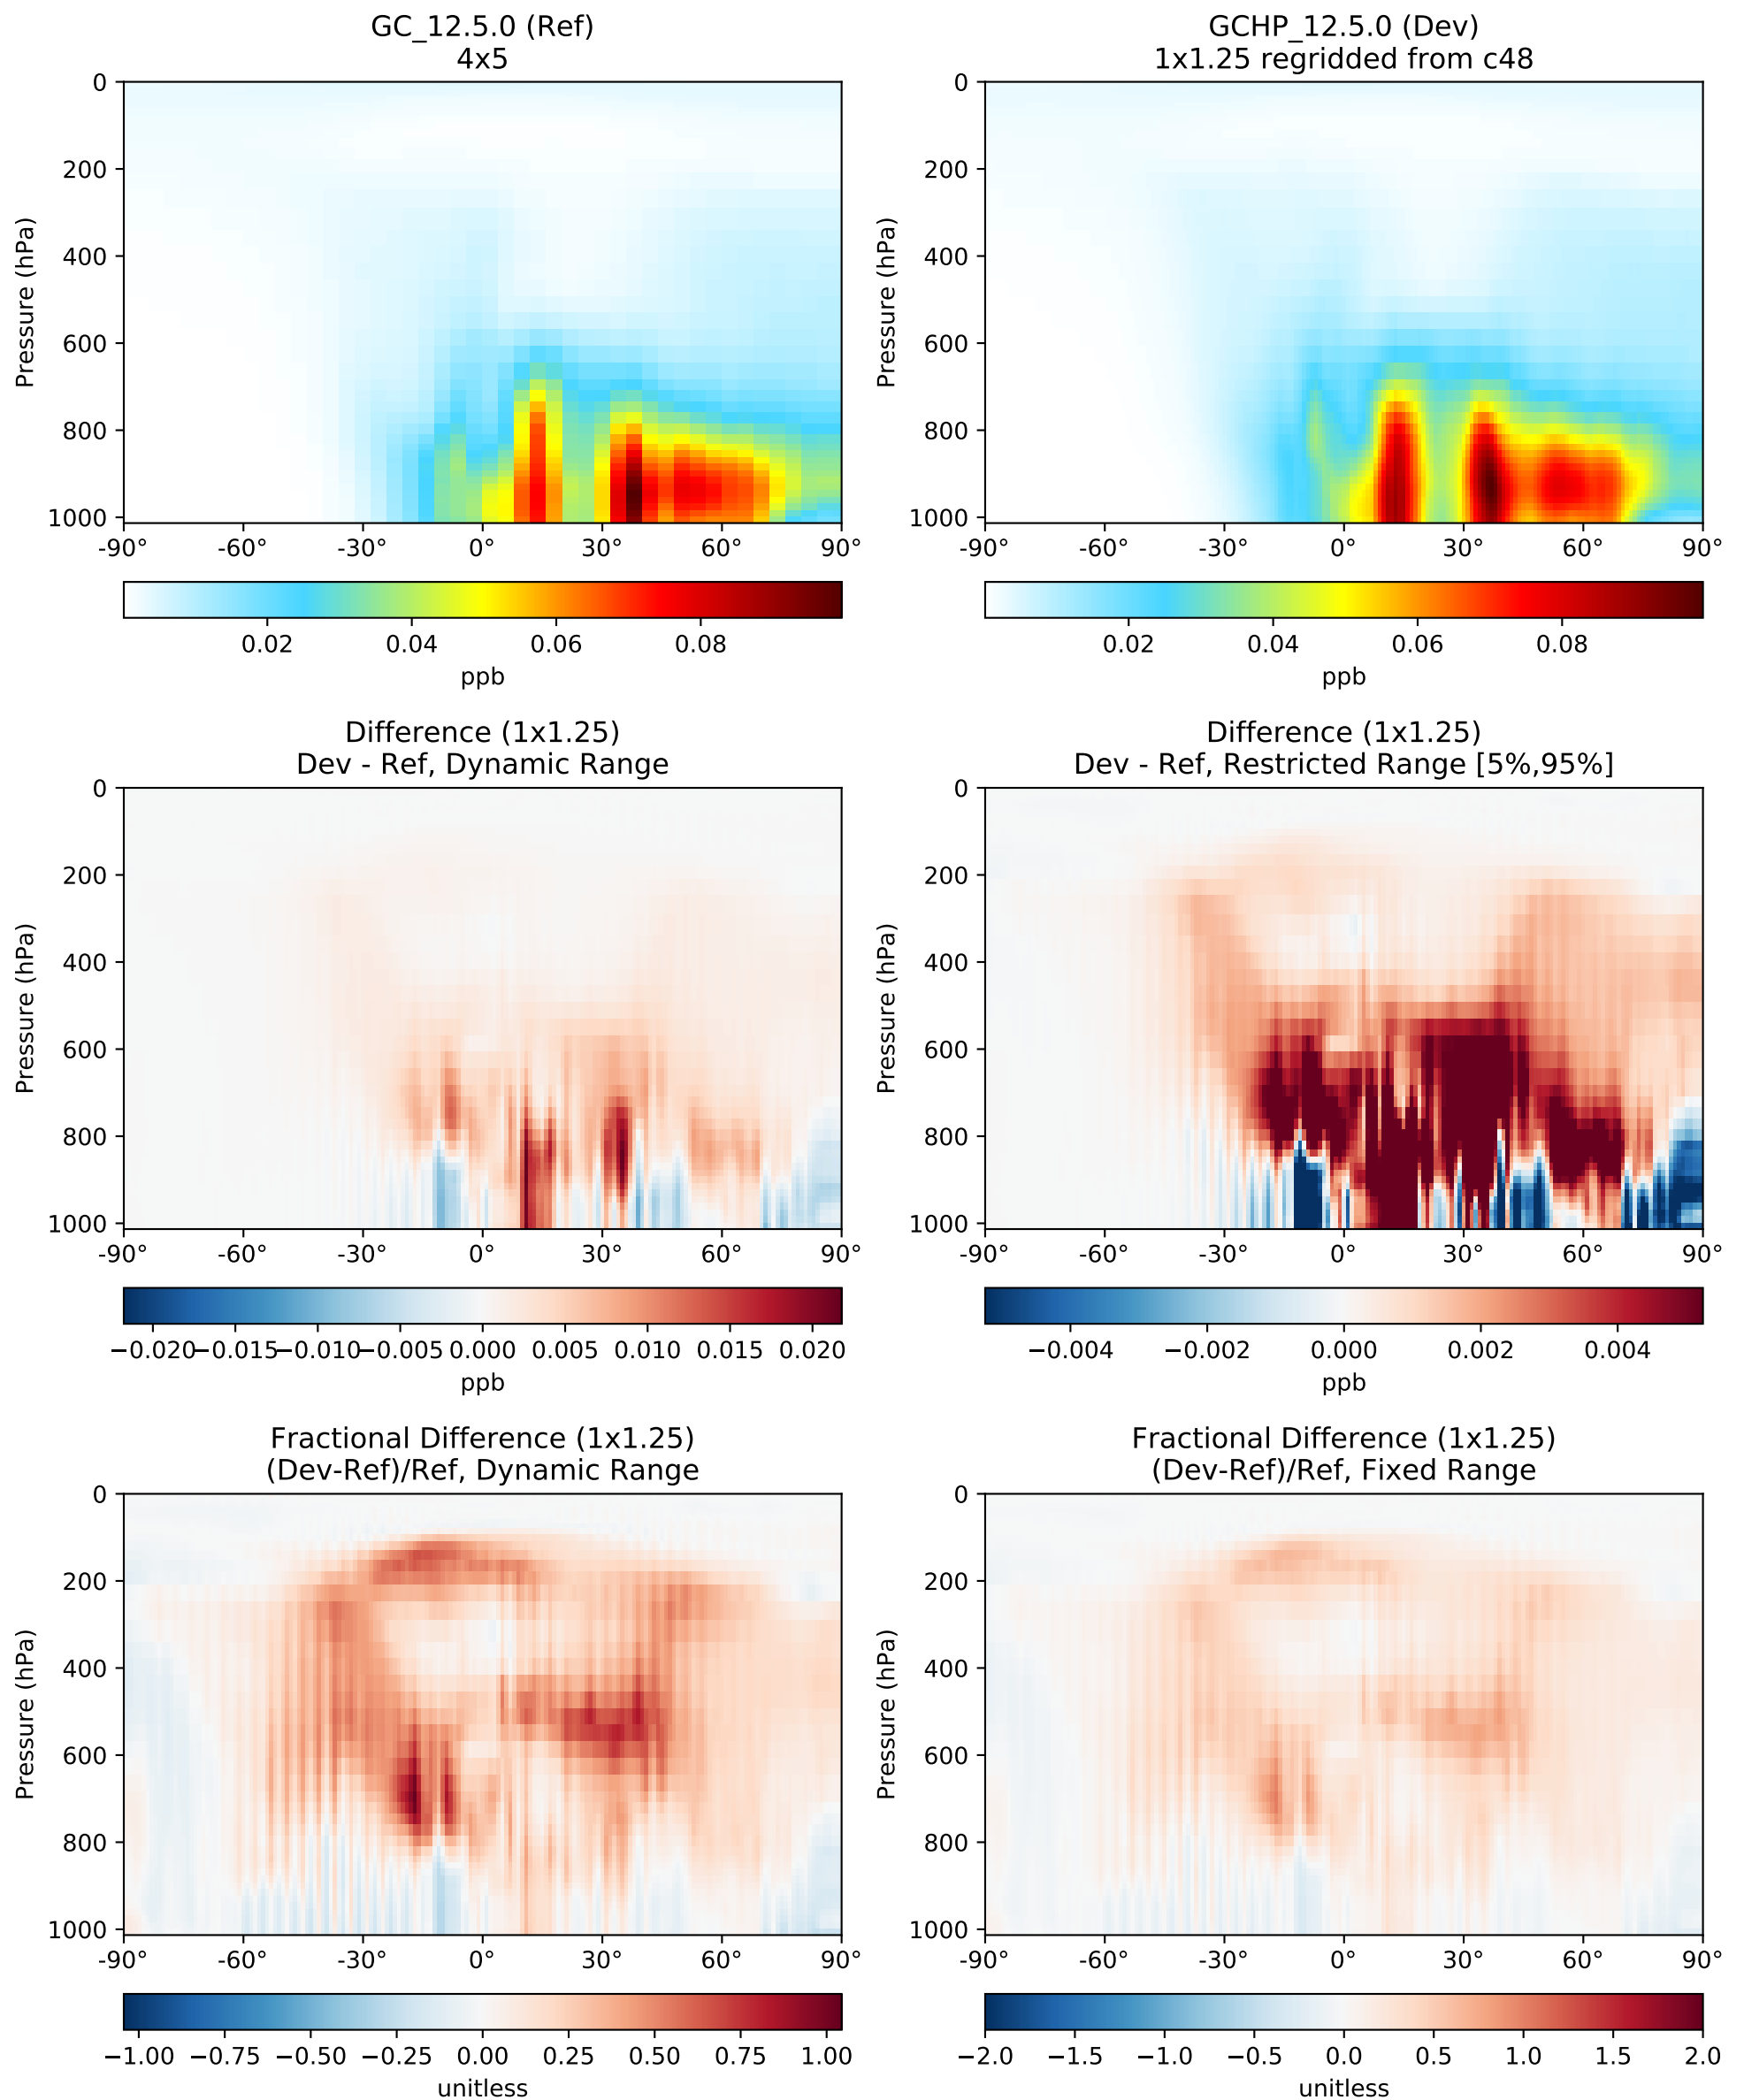 GC_12.5.0 (Ref)
4x5
Pressure (hPa)
0
200
400
600
800
1000
-90° -60° -30° 0° 30° 60° 90°
0.02 0.04 0.06 0.08
ppb
GCHP_12.5.0 (Dev)
1x1.25 regridded from c48
Pressure (hPa)
0
200
400
600
800
1000
-90° -60° -30° 0° 30° 60° 90°
0.02 0.04 0.06 0.08
ppb
Difference (1x1.25)
Dev - Ref, Dynamic Range
Pressure (hPa)
0
200
400
600
800
1000
-90° -60° -30° 0° 30° 60° 90°
−0.020 −0.015 −0.010 −0.005 0.000 0.005 0.010 0.015 0.020
ppb
Difference (1x1.25)
Dev - Ref, Restricted Range [5%,95%]
Pressure (hPa)
0
200
400
600
800
1000
-90° -60° -30° 0° 30° 60° 90°
−0.004 −0.002 0.000 0.002 0.004
ppb
Fractional Difference (1x1.25)
(Dev-Ref)/Ref, Dynamic Range
Pressure (hPa)
0
200
400
600
800
1000
-90° -60° -30° 0° 30° 60° 90°
−1.00 −0.75 −0.50 −0.25 0.00 0.25 0.50 0.75 1.00
unitless
Fractional Difference (1x1.25)
(Dev-Ref)/Ref, Fixed Range
Pressure (hPa)
0
200
400
600
800
1000
-90° -60° -30° 0° 30° 60° 90°
−2.0 −1.5 −1.0 −0.5 0.0 0.5 1.0 1.5 2.0
unitless